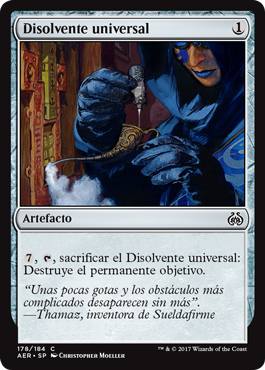 Disolvente universal 1
Artefacto
7, T, sacrificar el Disolvente universal:
Destruye el permanente objetivo.
“Unas pocas gotas y los obstáculos más
complicados desaparecen sin más”.
—Thamaz, inventora de Sueldafirme
178/184 C
AER • SP Christopher Moeller
™ & © 2017 Wizards of the Coast